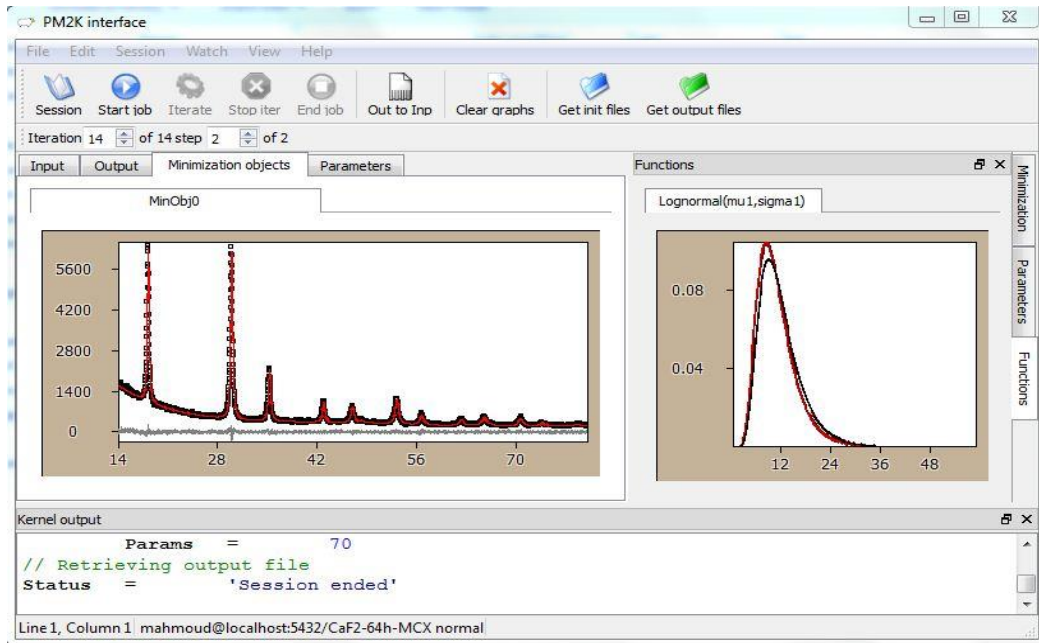 PM2K interface
File Edit Session Watch View Help
Session Start job Iterate Stop iter End job Out to Inp Clear graphs Get init files Get output files
Iteration 14 of 14 step 2 of 2
Input Output Minimization objects Parameters
MinObj0
5600
4200
2800
1400
0
14 28 42 56 70
Functions
Lognormal(mu1,sigma1)
0.08
0.04
12 24 36 48
Minimization
Parameters
Functions
Kernel output
Params = 70
// Retrieving output file
Status = 'Session ended'
Line 1, Column 1 mahmoud@localhost:5432/CaF2-64h-MCX normal